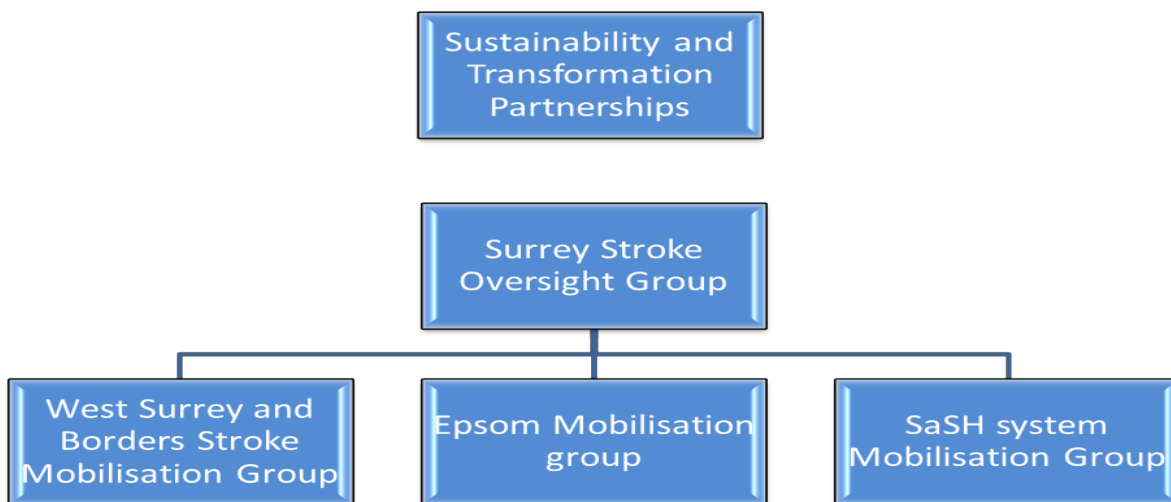 Sustainability and
Transformation
Partnerships
Surrey Stroke
Oversight Group
West Surrey and
Borders Stroke
Mobilisation Group
Epsom Mobilisation
group
SaSH system
Mobilisation Group